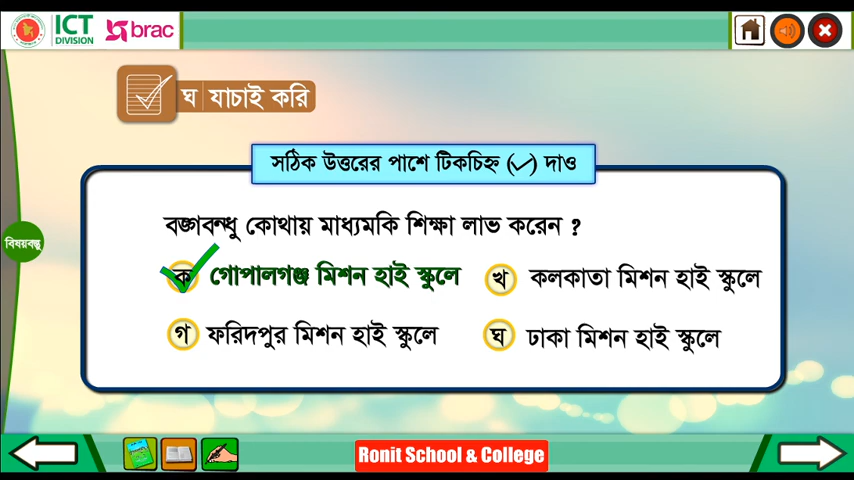 ICT
DIVISION
brac
ঘ যাচাই করি
সঠিক উত্তরের পাশে টিকচিহ্ন (✓) দাও
বিষয়বস্তু
বঙ্গবন্ধু কোথায় মাধ্যমকি শিক্ষা লাভ করেন ?
ক গোপালগঞ্জ মিশন হাই স্কুলে
খ কলকাতা মিশন হাই স্কুলে
গ ফরিদপুর মিশন হাই স্কুলে
ঘ ঢাকা মিশন হাই স্কুলে
Ronit School & College